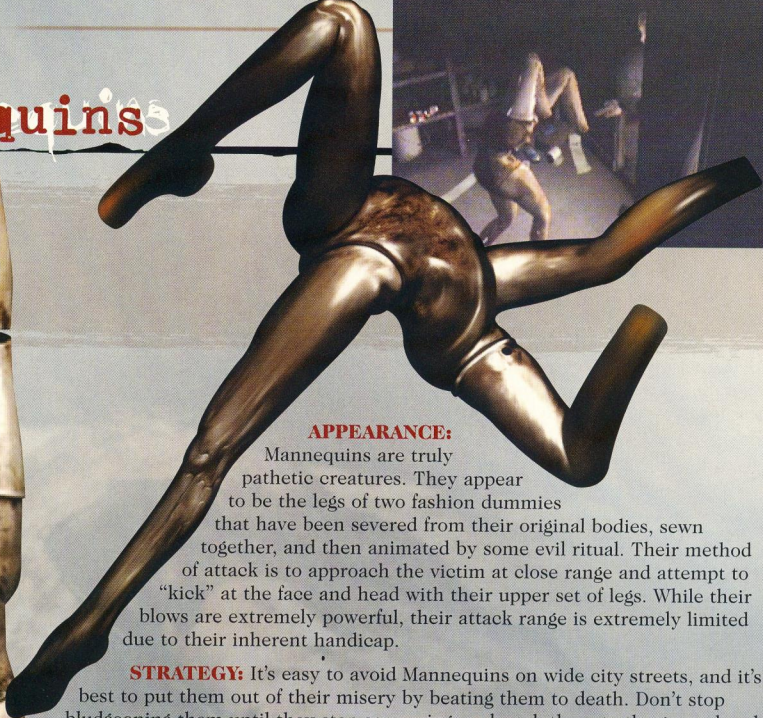 quins
APPEARANCE:
Mannequins are truly
pathetic creatures. They appear
to be the legs of two fashion dummies
that have been severed from their original bodies, sewn
together, and then animated by some evil ritual. Their method
of attack is to approach the victim at close range and attempt to
“kick” at the face and head with their upper set of legs. While their
blows are extremely powerful, their attack range is extremely limited
due to their inherent handicap.
STRATEGY: It’s easy to avoid Mannequins on wide city streets, and it’s
best to put them out of their misery by beating them to death. Don’t stop
bludgeoning them until they stop